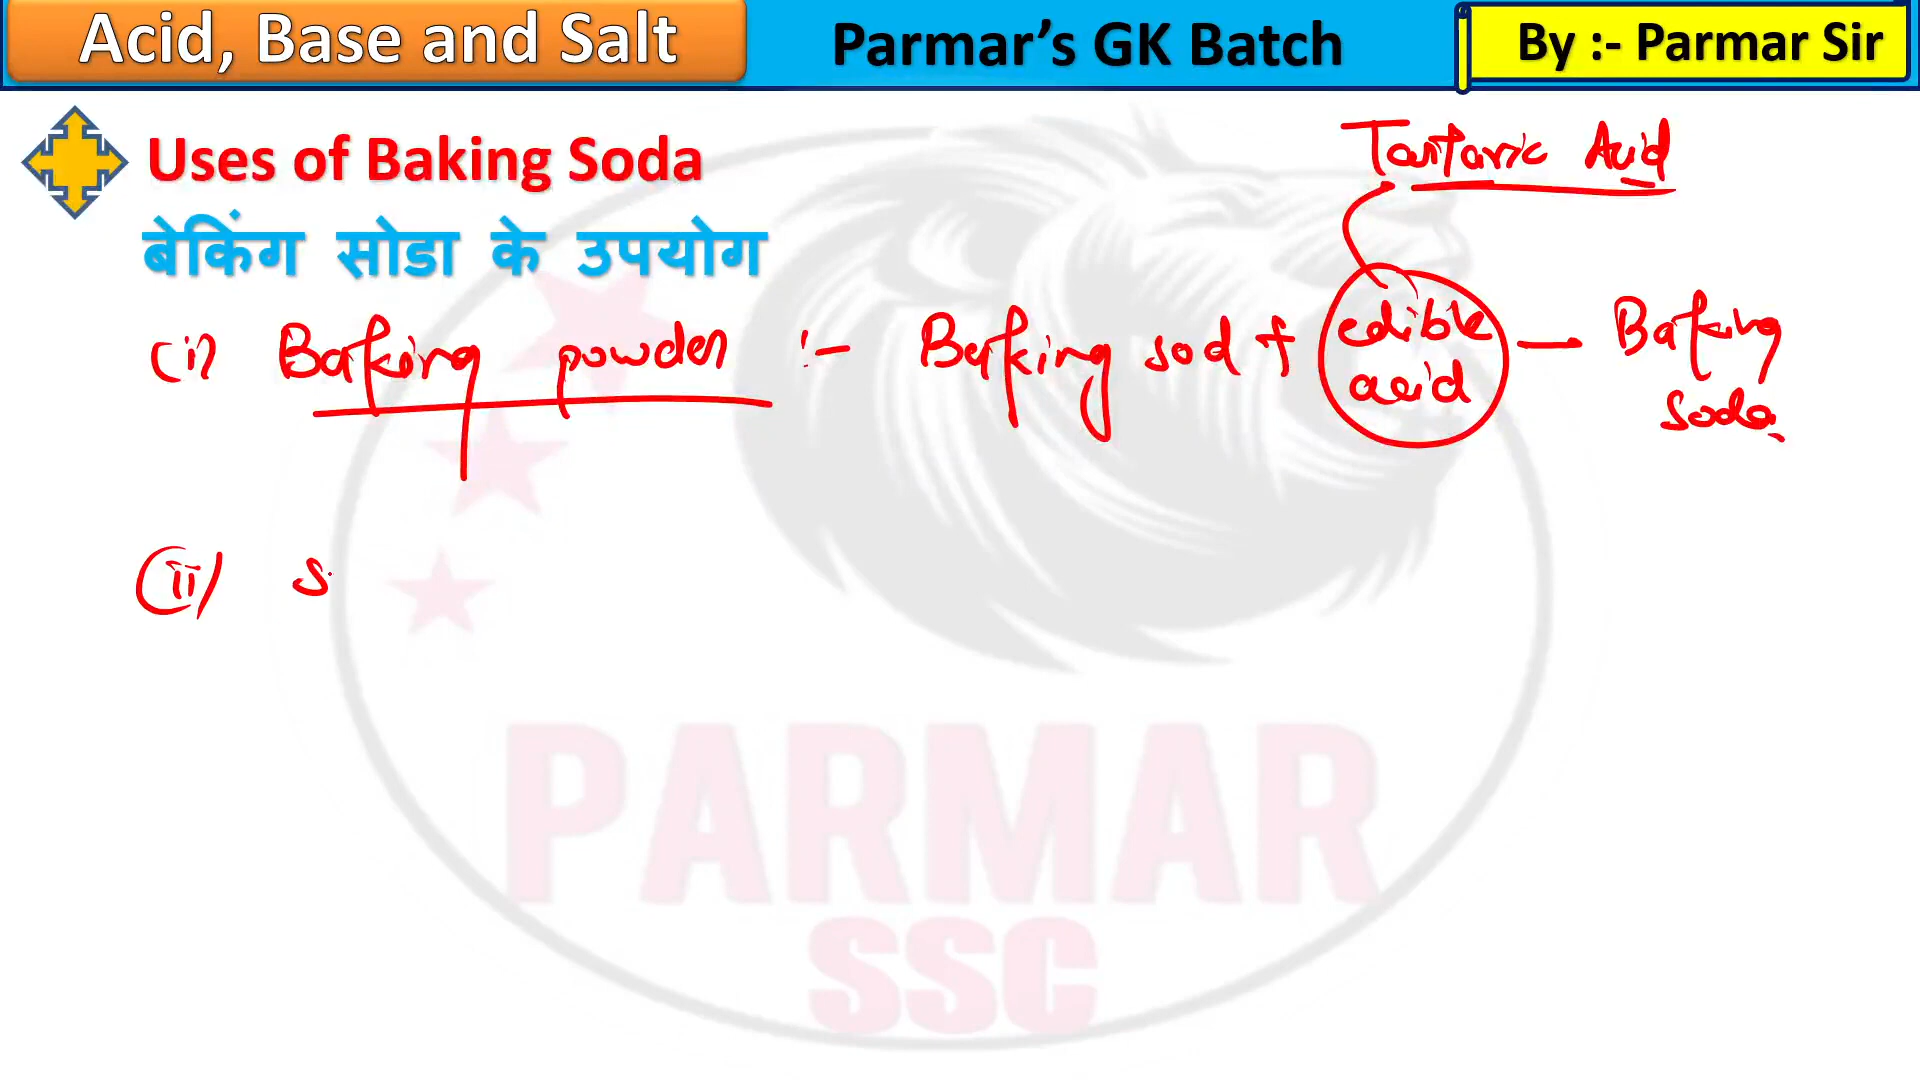 Acid, Base and Salt
Parmar's GK Batch
By :- Parmar Sir
Uses of Baking Soda
बेकिंग सोडा के उपयोग
Tartaric Acid
(i) Baking powder :- Baking sod + edible acid — Baking soda
(ii) s
PARMAR
SSC